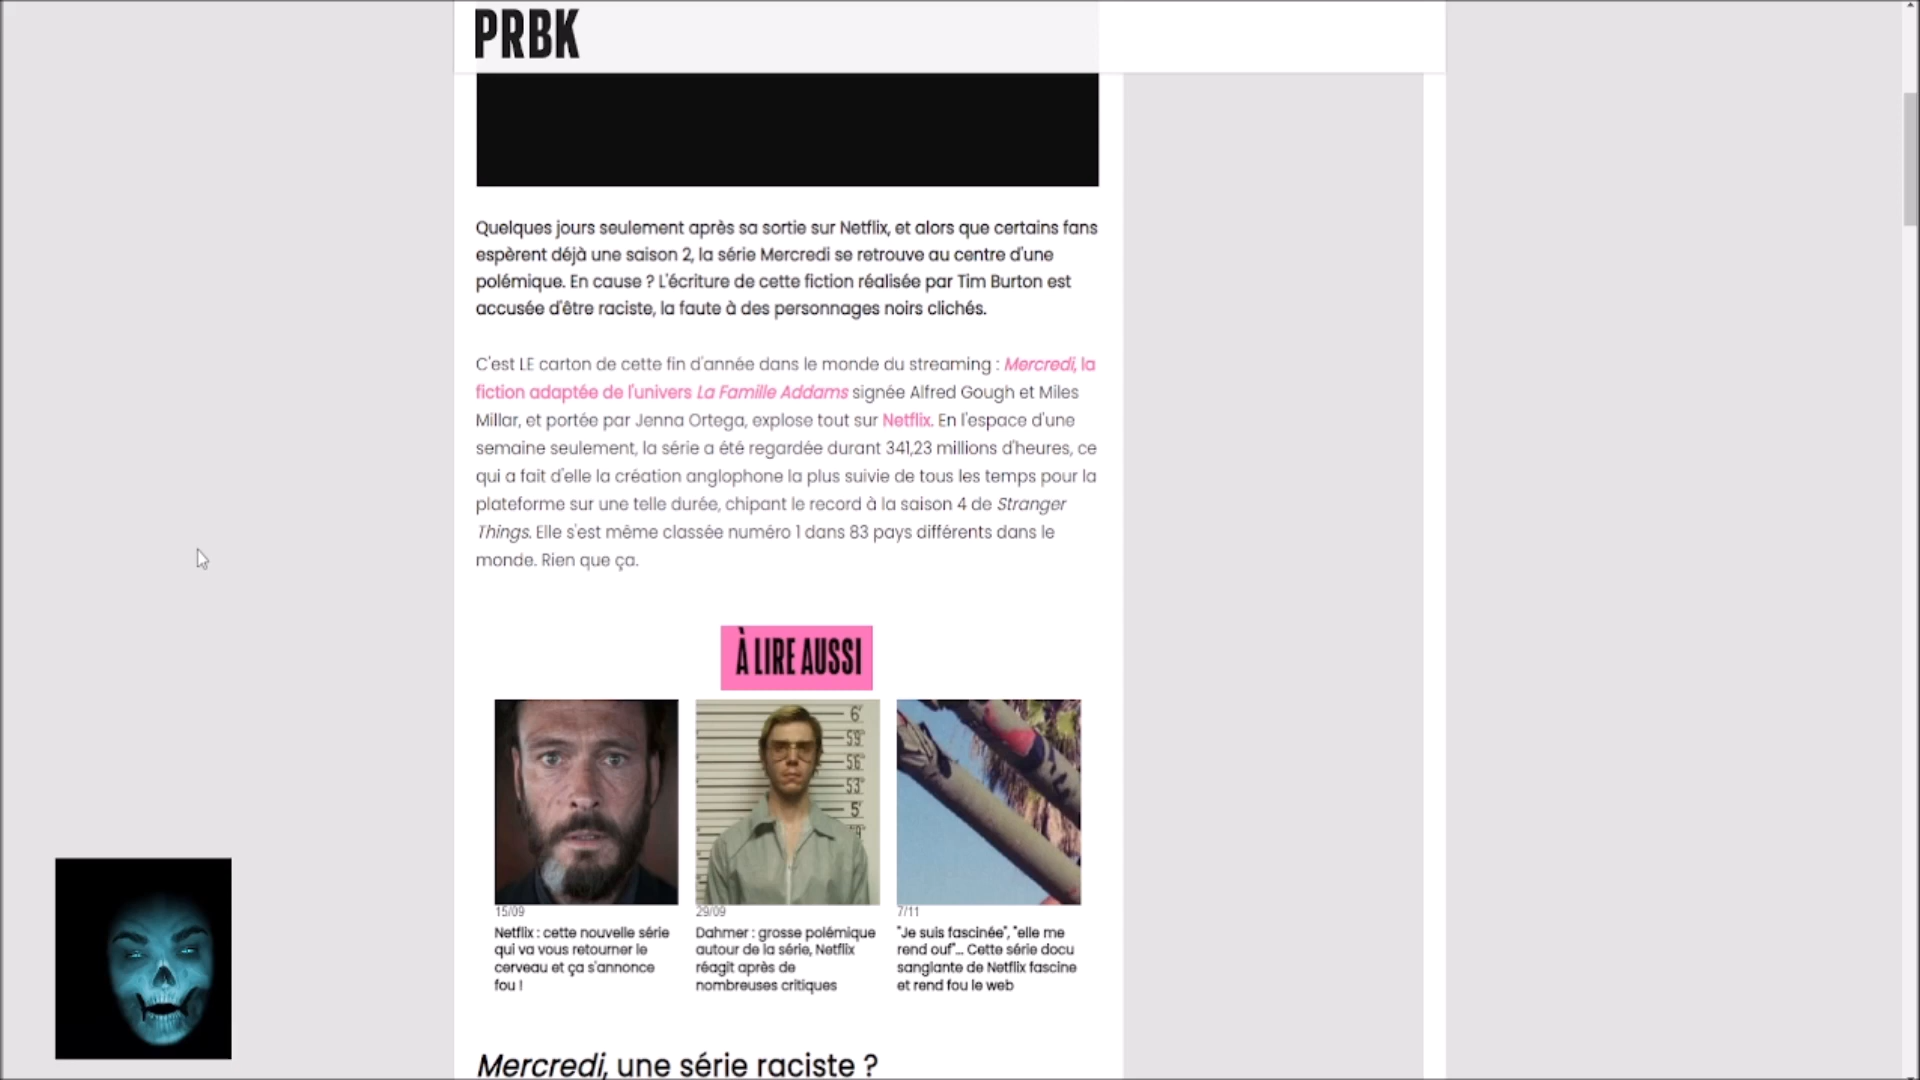 PRBK
Quelques jours seulement après sa sortie sur Netflix, et alors que certains fans
espèrent déjà une saison 2, la série Mercredi se retrouve au centre d'une
polémique. En cause ? L'écriture de cette fiction réalisée par Tim Burton est
accusée d'être raciste, la faute à des personnages noirs clichés.
C'est LE carton de cette fin d'année dans le monde du streaming : Mercredi, la
fiction adaptée de l'univers La Famille Addams signée Alfred Gough et Miles
Millar, et portée par Jenna Ortega, explose tout sur Netflix. En l'espace d'une
semaine seulement, la série a été regardée durant 341,23 millions d'heures, ce
qui a fait d'elle la création anglophone la plus suivie de tous les temps pour la
plateforme sur une telle durée, chipant le record à la saison 4 de Stranger
Things. Elle s'est même classée numéro 1 dans 83 pays différents dans le
monde. Rien que ça.
À LIRE AUSSI
6'
5'9"
5'6"
5'3"
5'
15/09
Netflix : cette nouvelle série
qui va vous retourner le
cerveau et ça s'annonce
fou !
29/09
Dahmer : grosse polémique
autour de la série, Netflix
réagît après de
nombreuses critiques
7/11
"Je suis fascinée", "elle me
rend ouf"... Cette série docu
sanglante de Netflix fascine
et rend fou le web
Mercredi, une série raciste ?